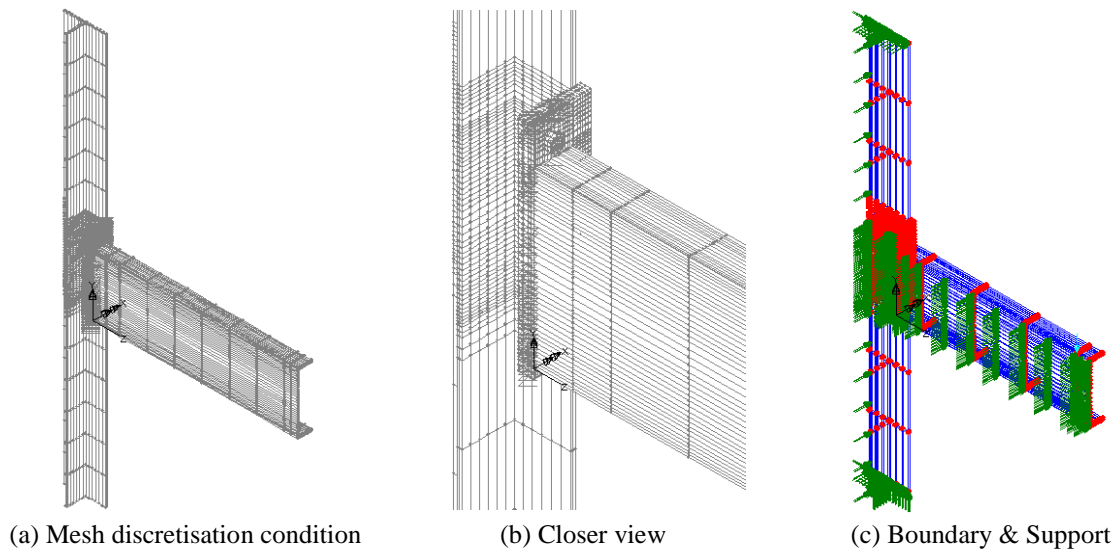 Y
X
Z
Y
X
Z
Y
X
Z
(a) Mesh discretisation condition
(b) Closer view
(c) Boundary & Support